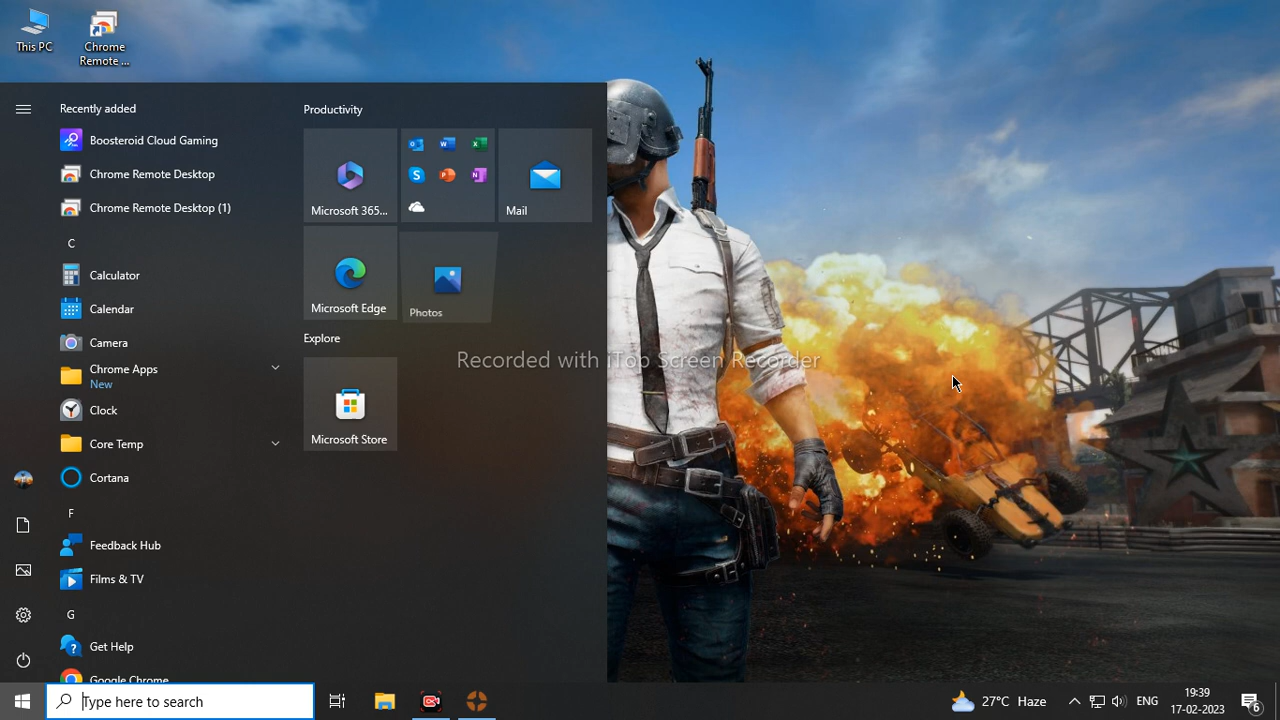 This PC
Chrome
Remote ...
Recently added
Boosteroid Cloud Gaming
Chrome Remote Desktop
Chrome Remote Desktop (1)
C
Calculator
Calendar
Camera
Chrome Apps
New
Clock
Core Temp
Cortana
F
Feedback Hub
Films & TV
G
Get Help
Google Chrome
Productivity
Microsoft 365...
Mail
Microsoft Edge
Photos
Explore
Microsoft Store
Recorded with iTop Screen Recorder
Type here to search
27°C Haze
ENG
19:39
17-02-2023
6